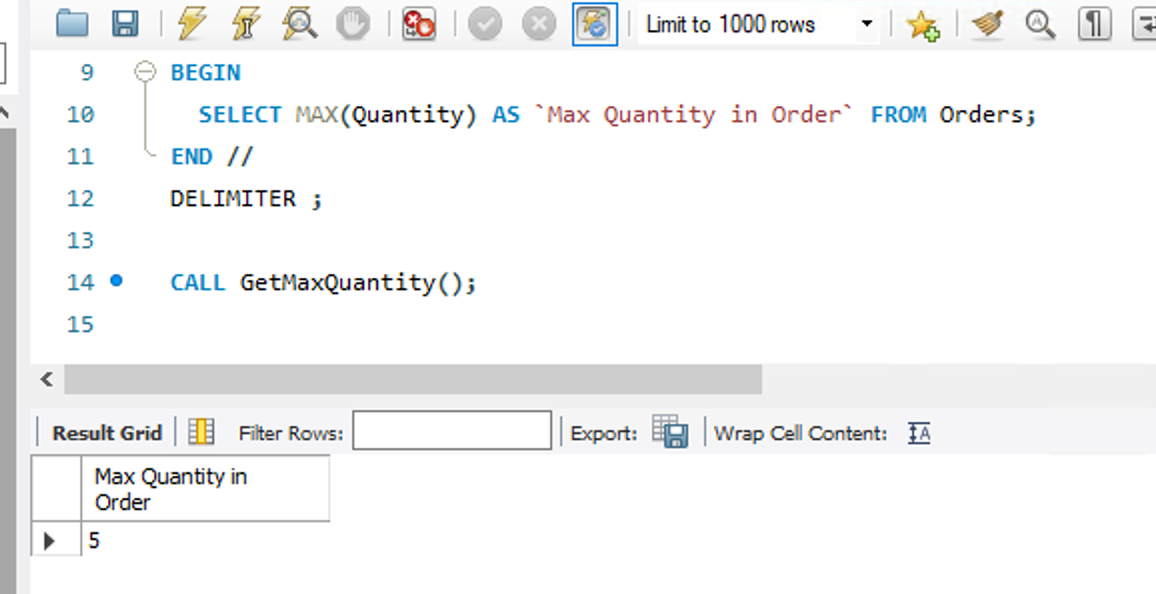 Limit to 1000 rows
9 BEGIN
10 SELECT MAX(Quantity) AS `Max Quantity in Order` FROM Orders;
11 END //
12 DELIMITER ;
13
14 CALL GetMaxQuantity();
15
Result Grid Filter Rows: Export: Wrap Cell Content: IA
Max Quantity in
Order
5